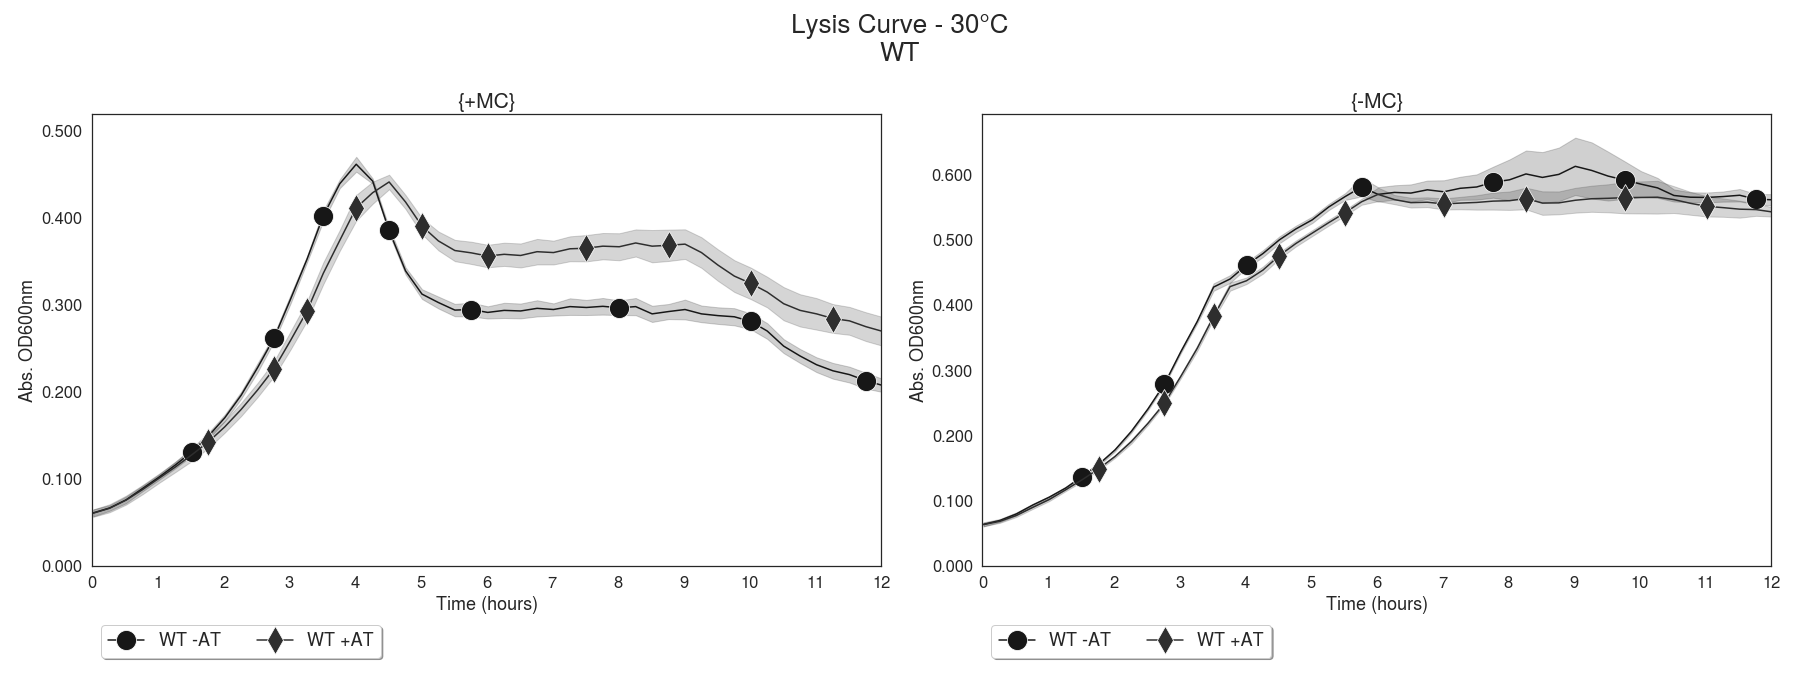 Lysis Curve - 30°C
WT
{+MC}
Abs. OD600nm
0.500
0.400
0.300
0.200
0.100
0.000
0 1 2 3 4 5 6 7 8 9 10 11 12
Time (hours)
WT -AT WT +AT
{-MC}
Abs. OD600nm
0.600
0.500
0.400
0.300
0.200
0.100
0.000
0 1 2 3 4 5 6 7 8 9 10 11 12
Time (hours)
WT -AT WT +AT